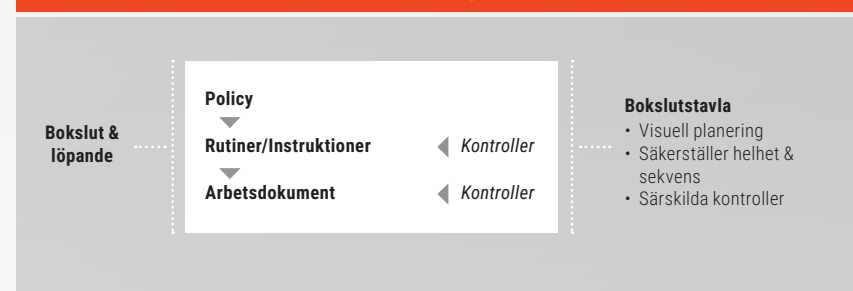 Bokslut &
löpande
Policy
Rutiner/Instruktioner
Kontroller
Arbetsdokument
Kontroller
Bokslutstavla
• Visuell planering
• Säkerställer helhet &
sekvens
• Särskilda kontroller